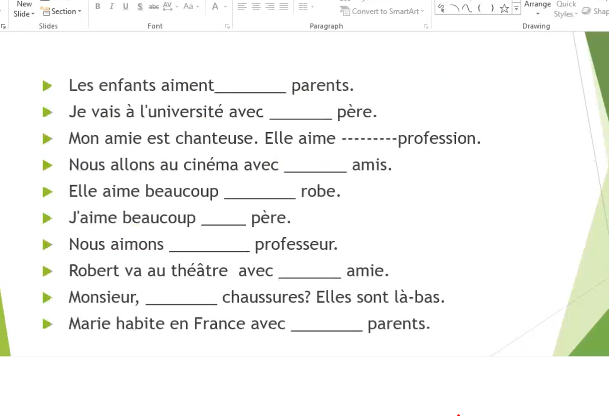 New
Slide
Section
B I U S abc AV Aa A
Convert to SmartArt
Arrange
Quick
Styles
Shap
Slides
Font
Paragraph
Drawing
Les enfants aiment________ parents.
Je vais à l'université avec _______ père.
Mon amie est chanteuse. Elle aime ---------profession.
Nous allons au cinéma avec _______ amis.
Elle aime beaucoup ________ robe.
J'aime beaucoup _____ père.
Nous aimons _________ professeur.
Robert va au théâtre avec _______ amie.
Monsieur, ________ chaussures? Elles sont là-bas.
Marie habite en France avec ________ parents.